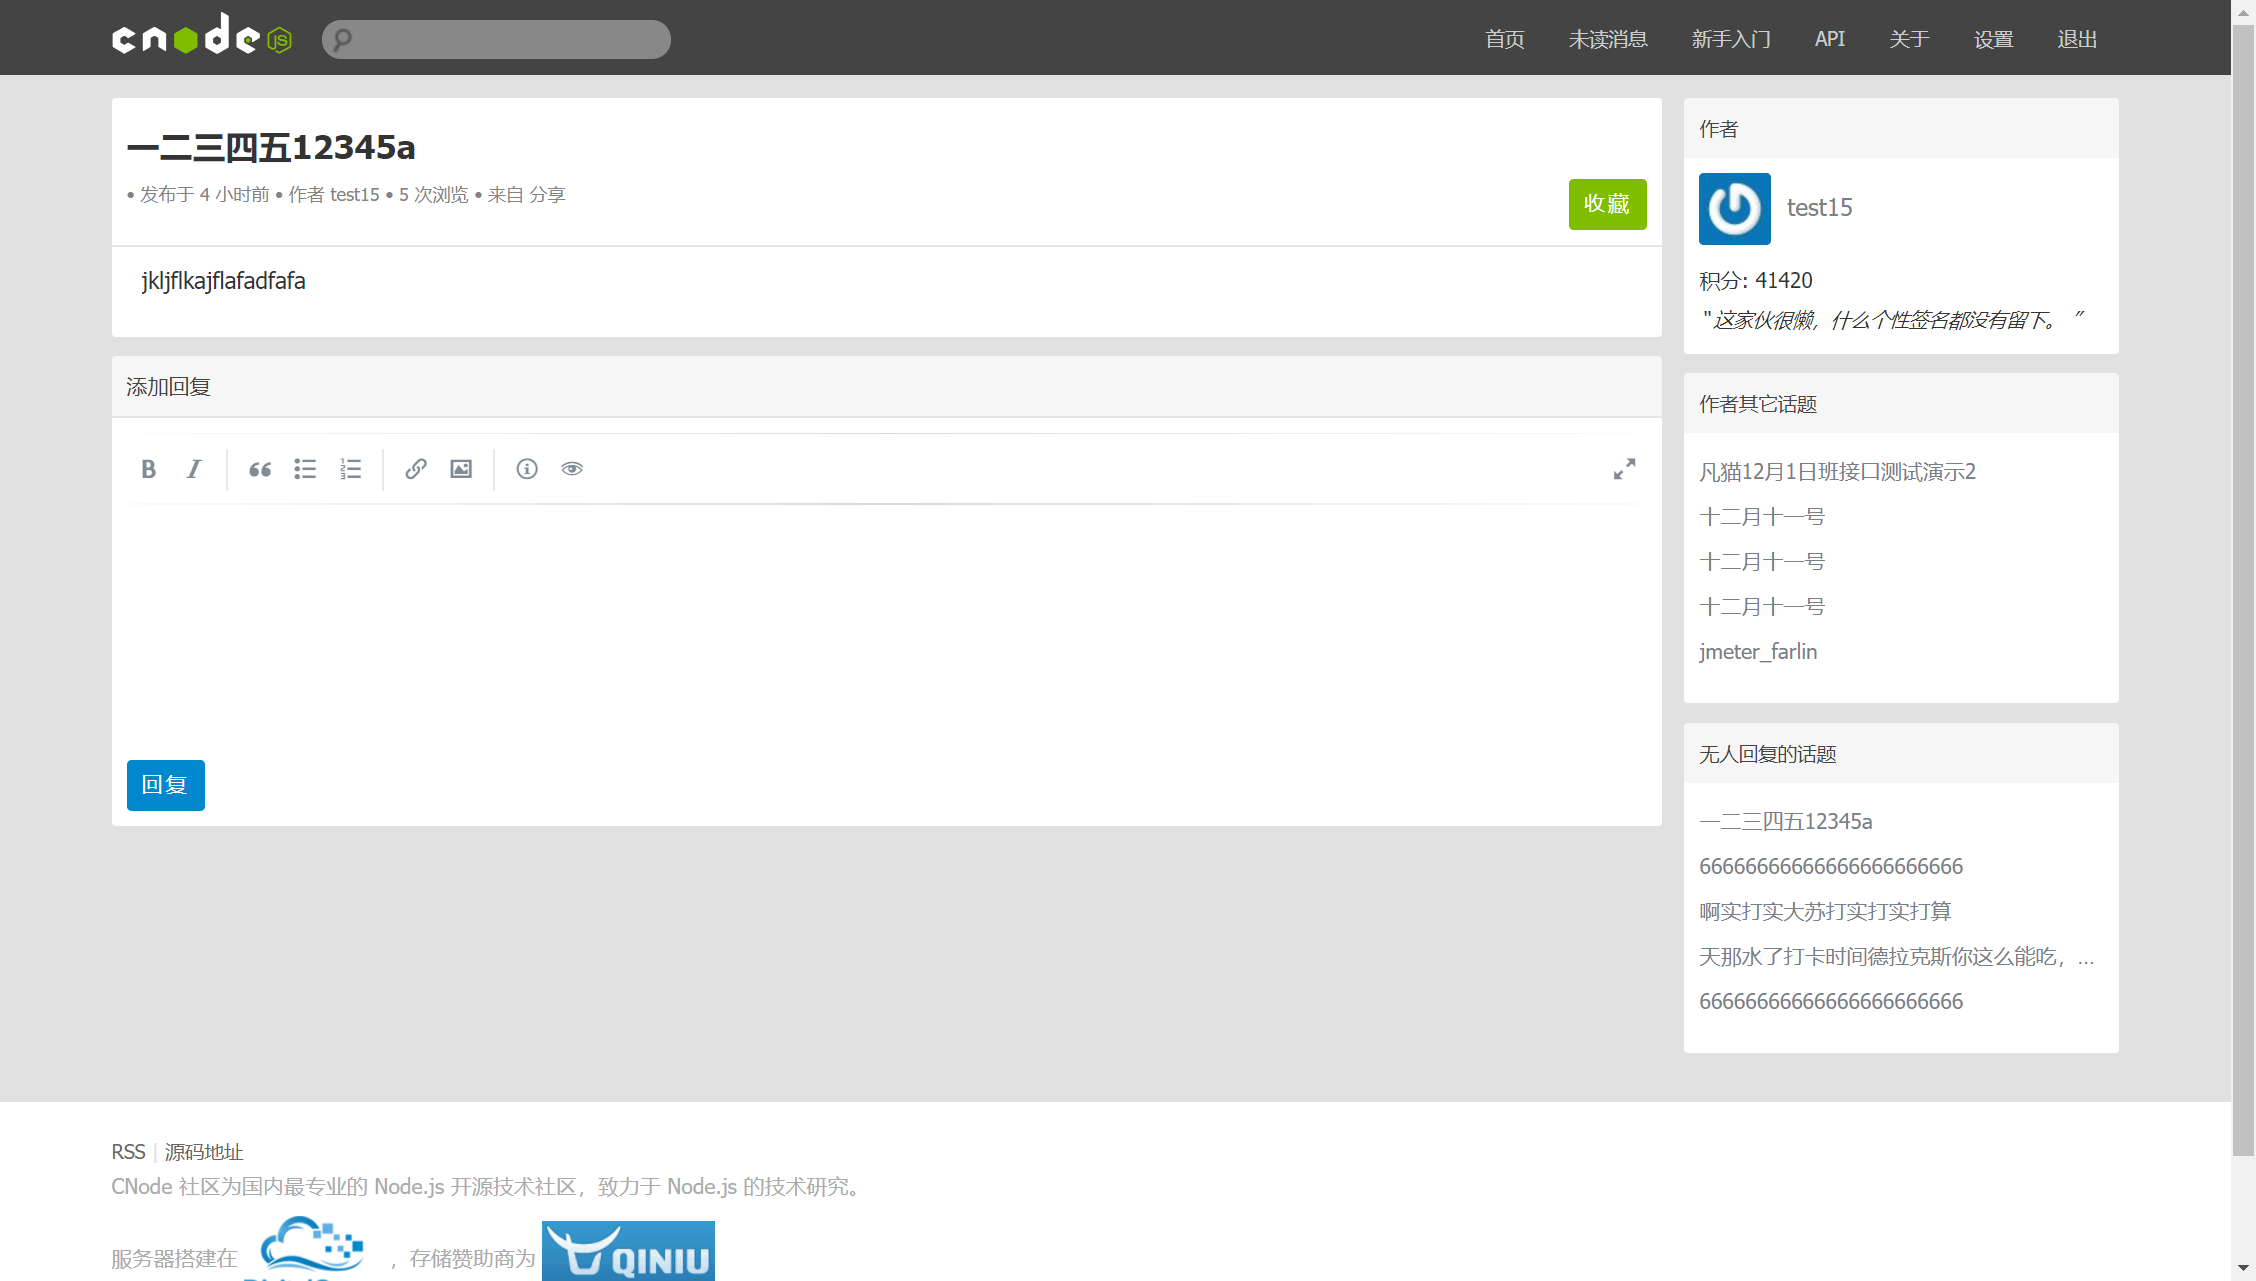 cnode JS
首页 未读消息 新手入门 API 关于 设置 退出
一二三四五12345a
• 发布于 4 小时前 • 作者 test15 • 5 次浏览 • 来自 分享
收藏
jkljflkajflafadfafa
添加回复
回复
作者
test15
积分: 41420
“ 这家伙很懒，什么个性签名都没有留下。 ”
作者其它话题
凡猫12月1日班接口测试演示2
十二月十一号
十二月十一号
十二月十一号
jmeter_farlin
无人回复的话题
一二三四五12345a
66666666666666666666666
啊实打实大苏打实打实打算
天那水了打卡时间德拉克斯你这么能吃，...
66666666666666666666666
RSS | 源码地址
CNode 社区为国内最专业的 Node.js 开源技术社区，致力于 Node.js 的技术研究。
服务器搭建在 ，存储赞助商为 QINIU